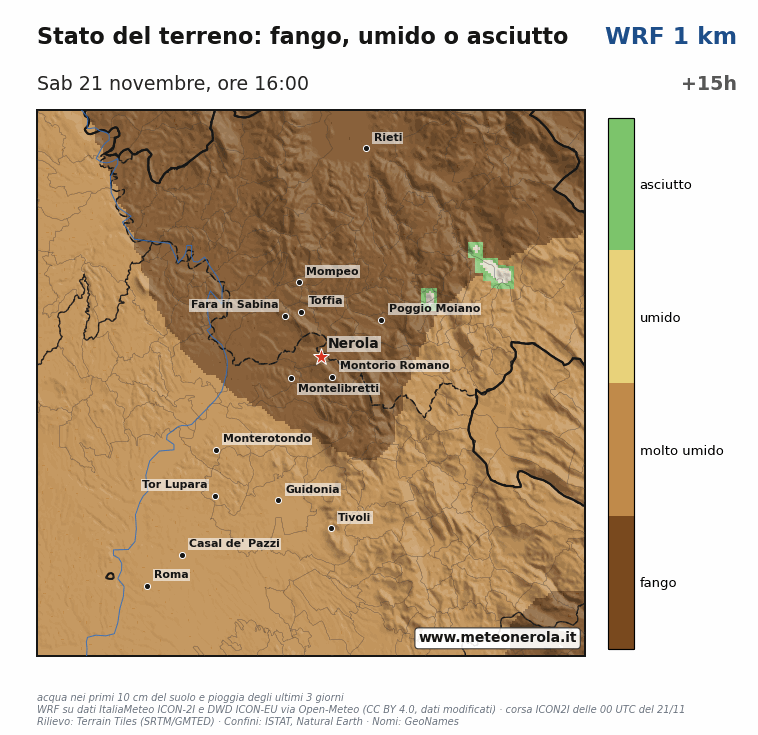 Stato del terreno: fango, umido o asciutto
WRF 1 km
Sab 21 novembre, ore 16:00
+15h
Rieti
Mompeo
Toffia
Fara in Sabina
Poggio Moiano
Nerola
Montorio Romano
Montelibretti
Monterotondo
Tor Lupara
Guidonia
Tivoli
Casal de' Pazzi
Roma
www.meteonerola.it
asciutto
umido
molto umido
fango
acqua nei primi 10 cm del suolo e pioggia degli ultimi 3 giorni
WRF su dati ItaliaMeteo ICON-2I e DWD ICON-EU via Open-Meteo (CC BY 4.0, dati modificati) · corsa ICON2I delle 00 UTC del 21/11
Rilievo: Terrain Tiles (SRTM/GMTED) · Confini: ISTAT, Natural Earth · Nomi: GeoNames